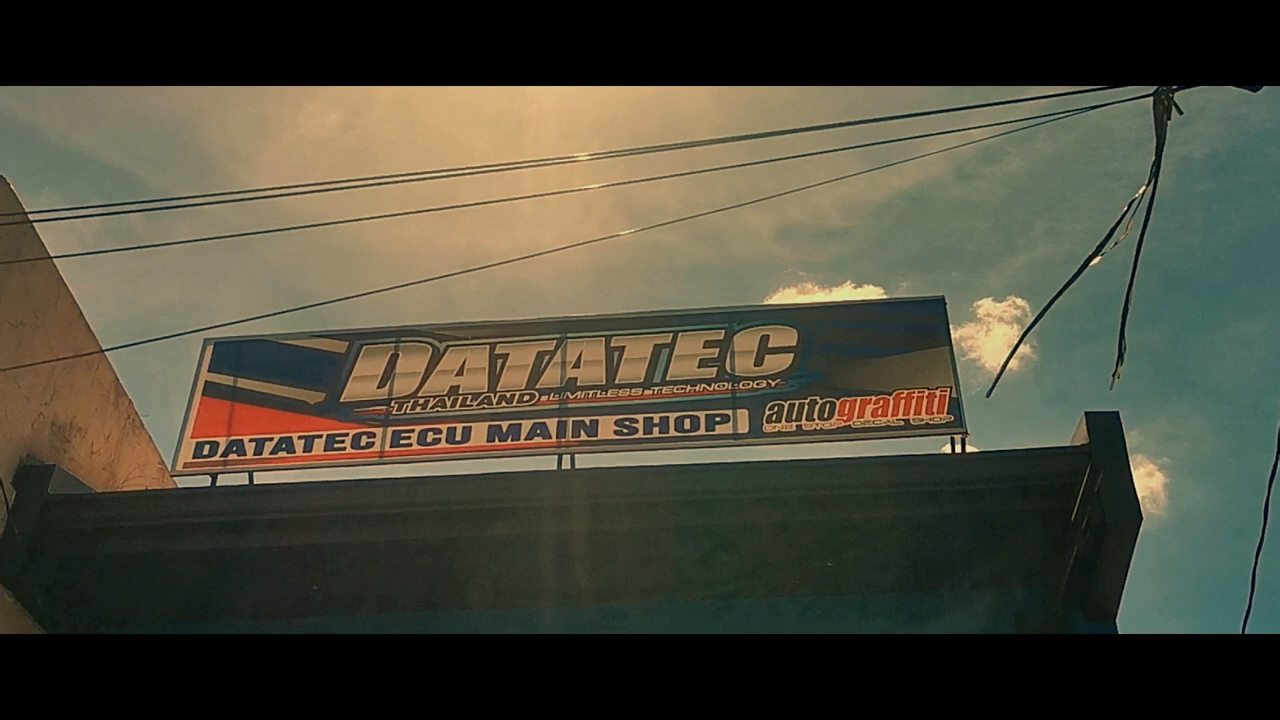 DATATEC
THAILAND LIMITLESS TECHNOLOGY
DATATEC ECU MAIN SHOP
autograffiti
ONE STOP DECAL SHOP